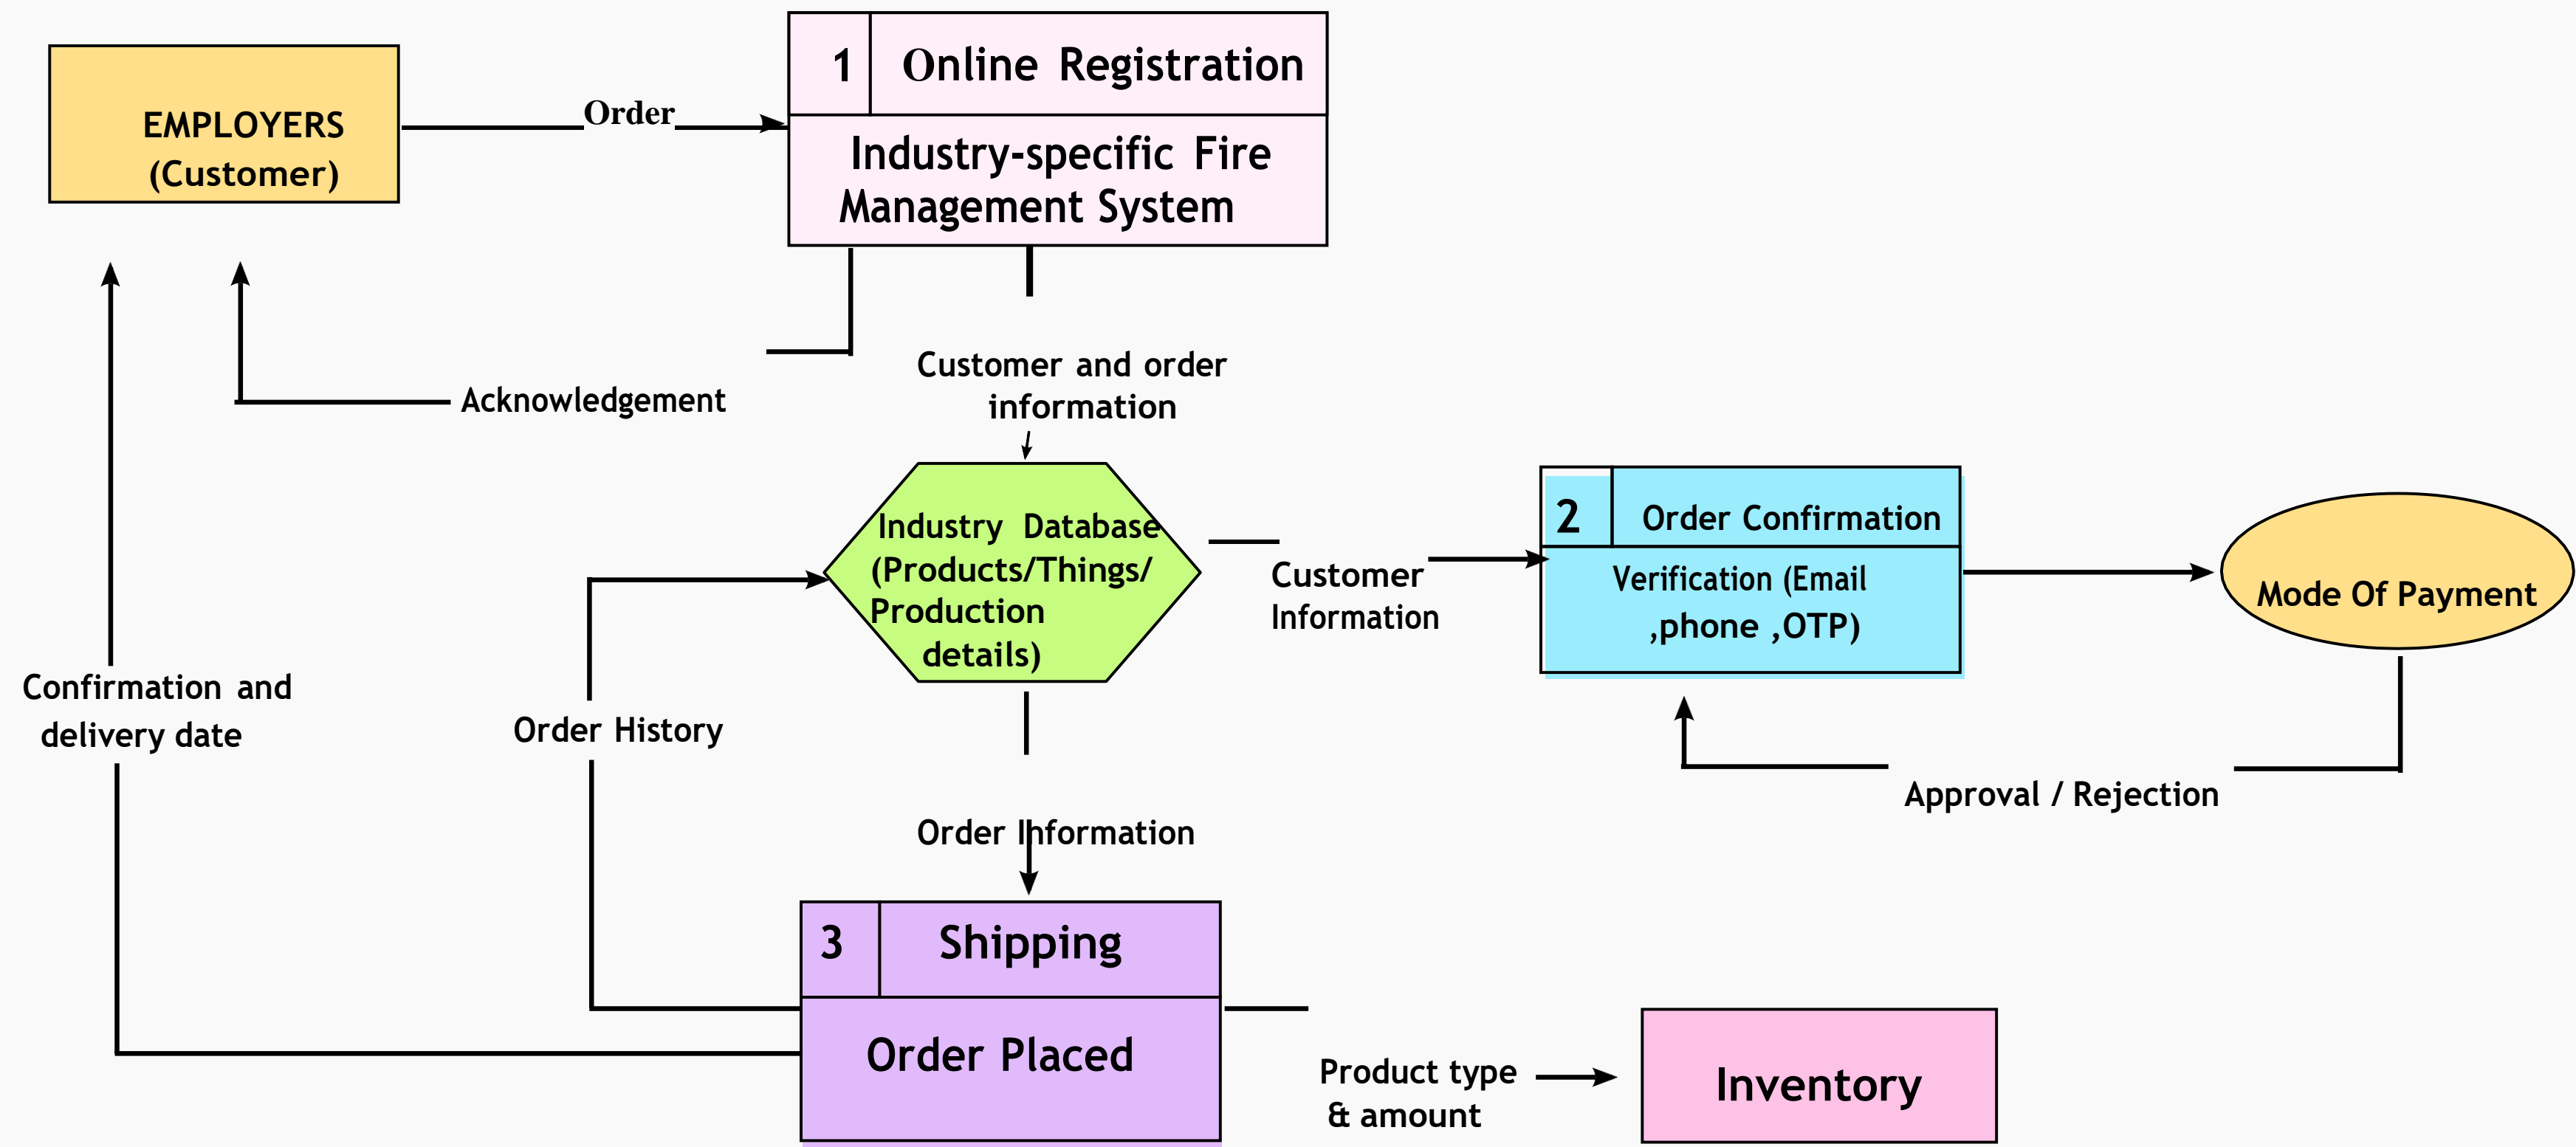 1
Online Registration
Order
EMPLOYERS
(Customer)
Industry-specific Fire
Management System
Customer and order
information
Acknowledgement
2
Order Confirmation
Industry Database
(Products/Things/
Production
details)
Customer
Information
Verification (Email
,phone ,OTP)
Mode Of Payment
Confirmation and
delivery date
Order History
Approval / Rejection
Order Information
3
Shipping
Order Placed
Product type
& amount
Inventory